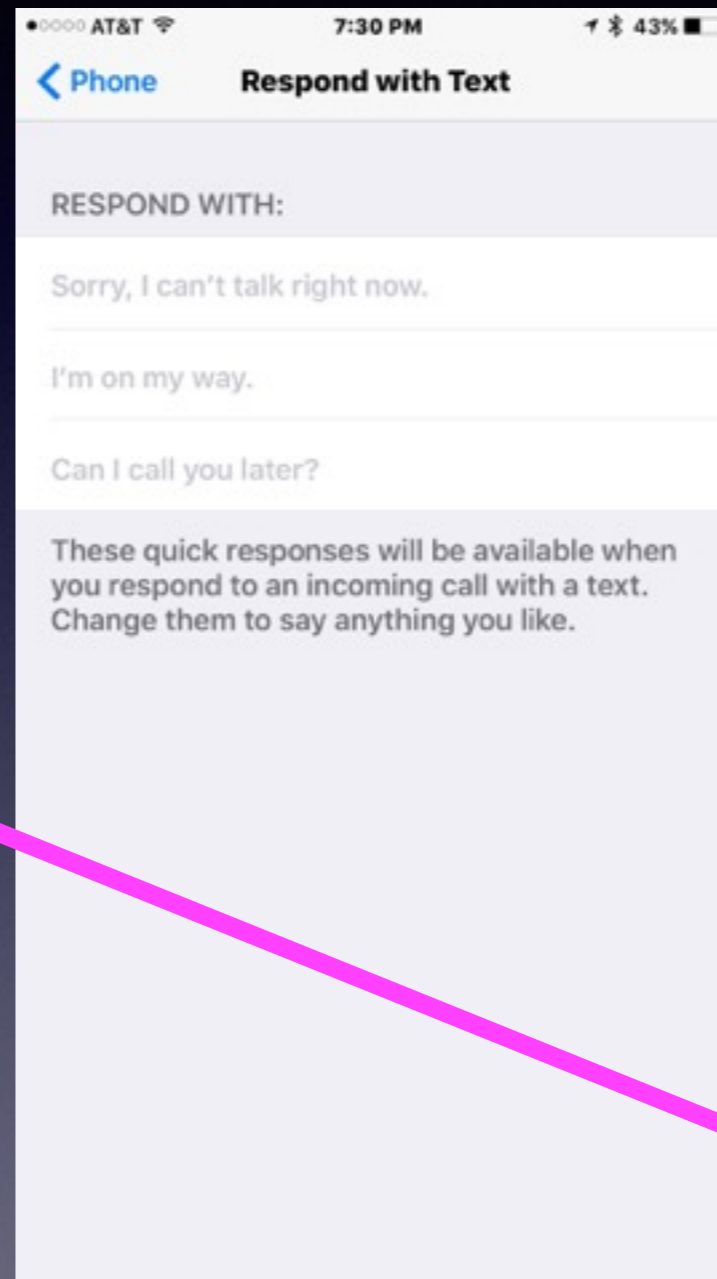 AT&T 7:30 PM 43%
Phone Respond with Text
RESPOND WITH:
Sorry, I can't talk right now.
I'm on my way.
Can I call you later?
These quick responses will be available when
you respond to an incoming call with a text.
Change them to say anything you like.